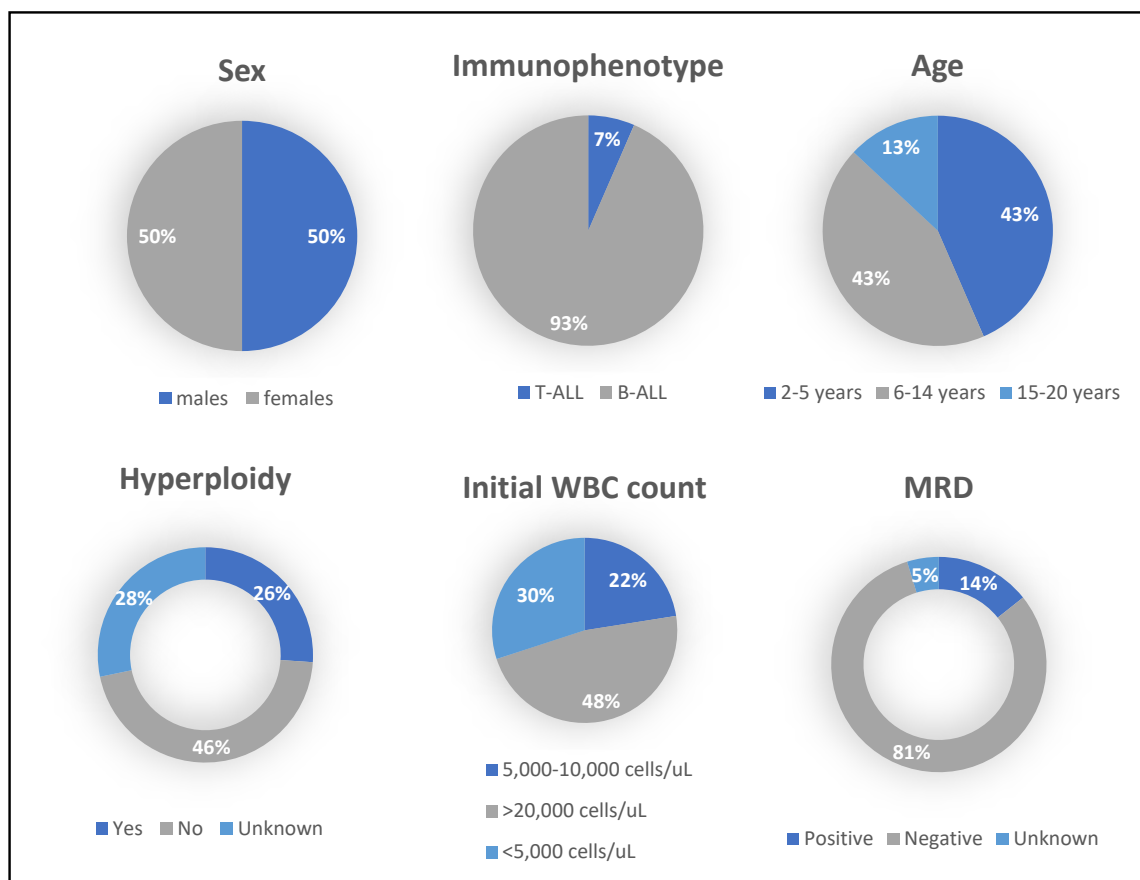 Sex
50%
50%
males females
Immunophenotype
7%
93%
T-ALL B-ALL
Age
13%
43%
43%
2-5 years 6-14 years 15-20 years
Hyperploidy
28%
26%
46%
Yes No Unknown
Initial WBC count
30%
22%
48%
5,000-10,000 cells/uL
>20,000 cells/uL
<5,000 cells/uL
MRD
5%
14%
81%
Positive Negative Unknown